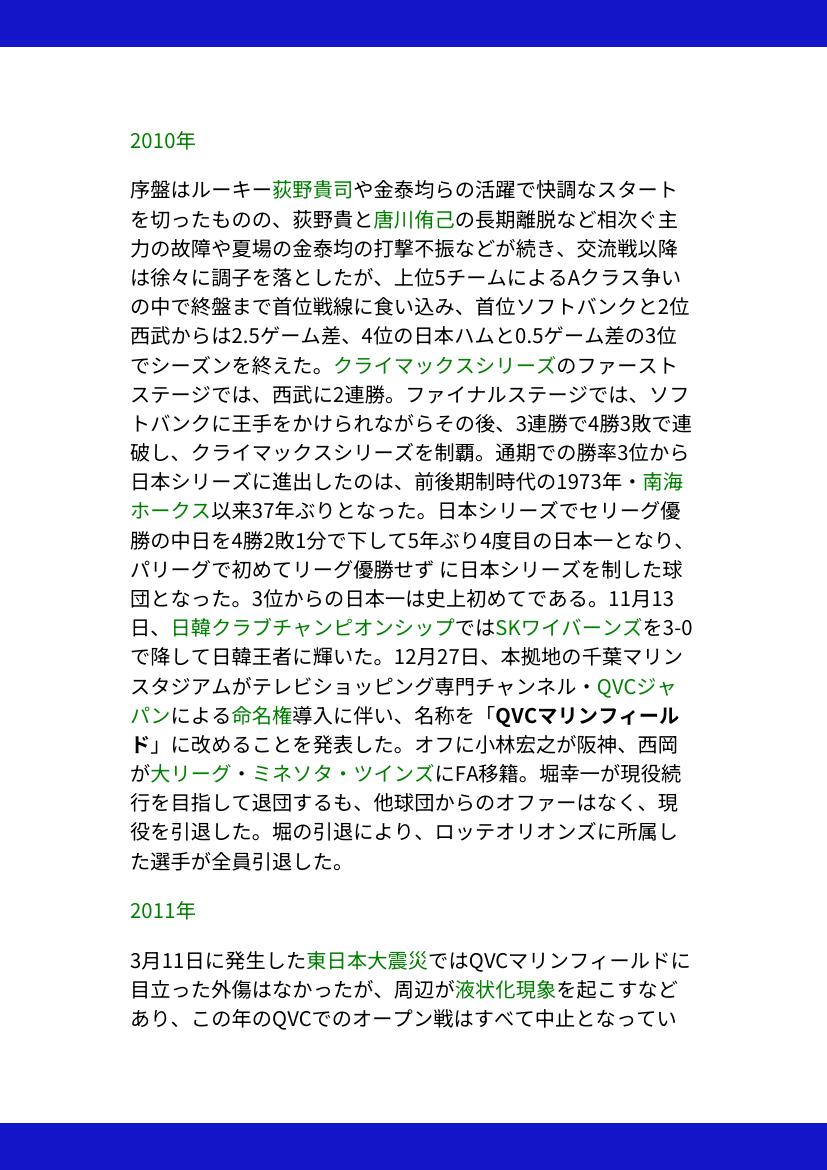 2010年
序盤はルーキー荻野貴司や金泰均らの活躍で快調なスタート
を切ったものの、荻野貴と唐川侑己の長期離脱など相次ぐ主
力の故障や夏場の金泰均の打撃不振などが続き、交流戦以降
は徐々に調子を落としたが、上位5チームによるAクラス争い
の中で終盤まで首位戦線に食い込み、首位ソフトバンクと2位
西武からは2.5ゲーム差、4位の日本ハムと0.5ゲーム差の3位
でシーズンを終えた。クライマックスシリーズのファースト
ステージでは、西武に2連勝。ファイナルステージでは、ソフ
トバンクに王手をかけられながらその後、3連勝で4勝3敗で連
破し、クライマックスシリーズを制覇。通期での勝率3位から
日本シリーズに進出したのは、前後期制時代の1973年・南海
ホークス以来37年ぶりとなった。日本シリーズでセリーグ優
勝の中日を4勝2敗1分で下して5年ぶり4度目の日本一となり、
パリーグで初めてリーグ優勝せず に日本シリーズを制した球
団となった。3位からの日本一は史上初めてである。11月13
日、日韓クラブチャンピオンシップではSKワイバーンズを3-0
で降して日韓王者に輝いた。12月27日、本拠地の千葉マリン
スタジアムがテレビショッピング専門チャンネル・QVCジャ
パンによる命名権導入に伴い、名称を「QVCマリンフィール
ド」に改めることを発表した。オフに小林宏之が阪神、西岡
が大リーグ・ミネソタ・ツインズにFA移籍。堀幸一が現役続
行を目指して退団するも、他球団からのオファーはなく、現
役を引退した。堀の引退により、ロッテオリオンズに所属し
た選手が全員引退した。
2011年
3月11日に発生した東日本大震災ではQVCマリンフィールドに
目立った外傷はなかったが、周辺が液状化現象を起こすなど
あり、この年のQVCでのオープン戦はすべて中止となってい